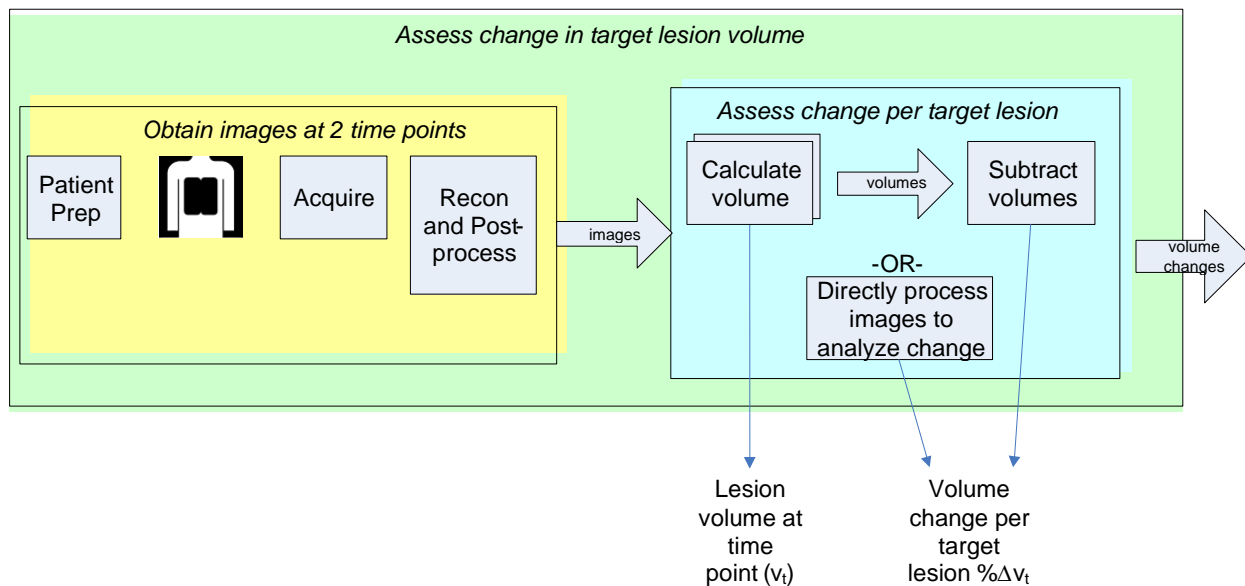 Assess change in target lesion volume
Obtain images at 2 time points
Patient
Prep
Acquire
Recon
and Post-
process
images
Assess change per target lesion
Calculate
volume
volumes
Subtract
volumes
-OR-
Directly process
images to
analyze change
volume
changes
Lesion
volume at
time
point (vₜ)
Volume
change per
target
lesion %Δvₜ